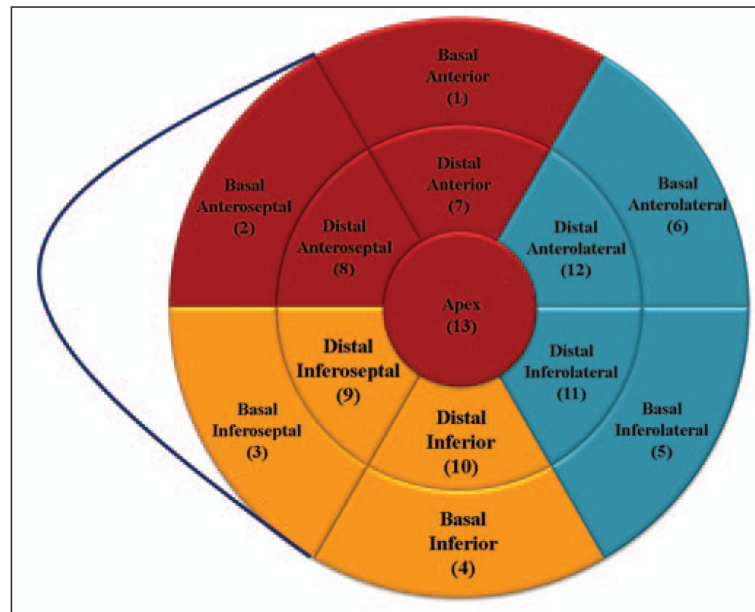 Basal
Anterior
(1)
Basal
Anteroseptal
(2)
Distal
Anterior
(7)
Basal
Anterolateral
(6)
Distal
Anteroseptal
(8)
Distal
Anterolateral
(12)
Apex
(13)
Distal
Inferoseptal
(9)
Distal
Inferolateral
(11)
Basal
Inferoseptal
(3)
Distal
Inferior
(10)
Basal
Inferolateral
(5)
Basal
Inferior
(4)